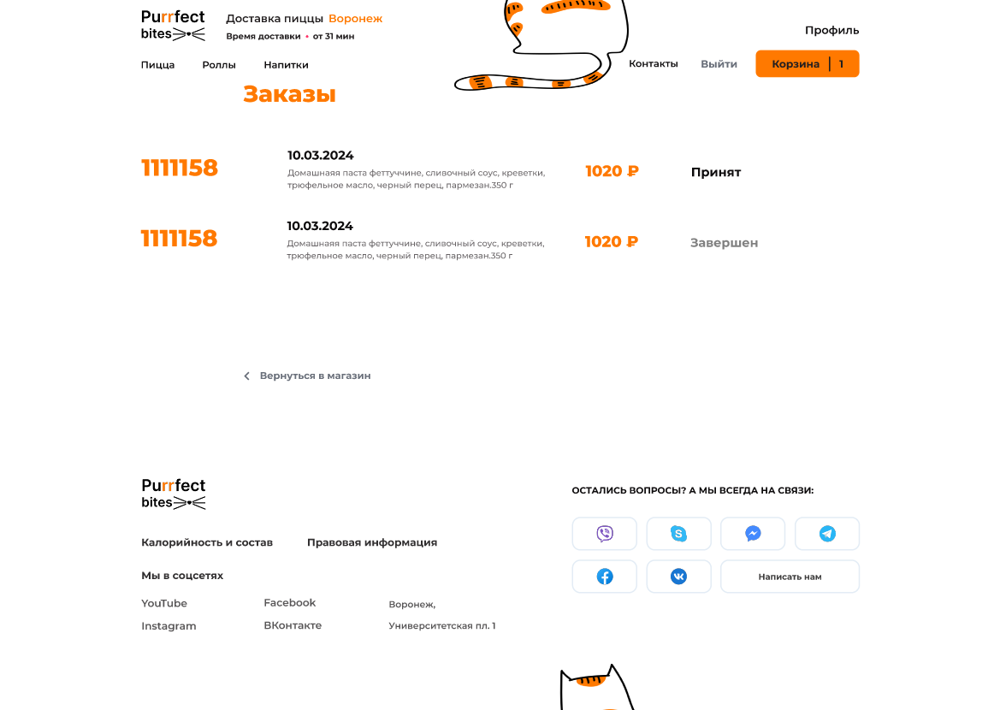 Purrfect
bites
Доставка пиццы Воронеж
Время доставки • от 31 мин
Профиль
Пицца Роллы Напитки
Контакты Выйти Корзина | 1
Заказы
1111158
10.03.2024
Домашнаяя паста феттуччине, сливочный соус, креветки,
трюфельное масло, черный перец, пармезан.350 г
1020 ₽
Принят
1111158
10.03.2024
Домашнаяя паста феттуччине, сливочный соус, креветки,
трюфельное масло, черный перец, пармезан.350 г
1020 ₽
Завершен
Вернуться в магазин
Purrfect
bites
ОСТАЛИСЬ ВОПРОСЫ? А МЫ ВСЕГДА НА СВЯЗИ:
Калорийность и состав Правовая информация
Написать нам
Мы в соцсетях
YouTube Facebook Воронеж,
Instagram ВКонтакте Университетская пл. 1